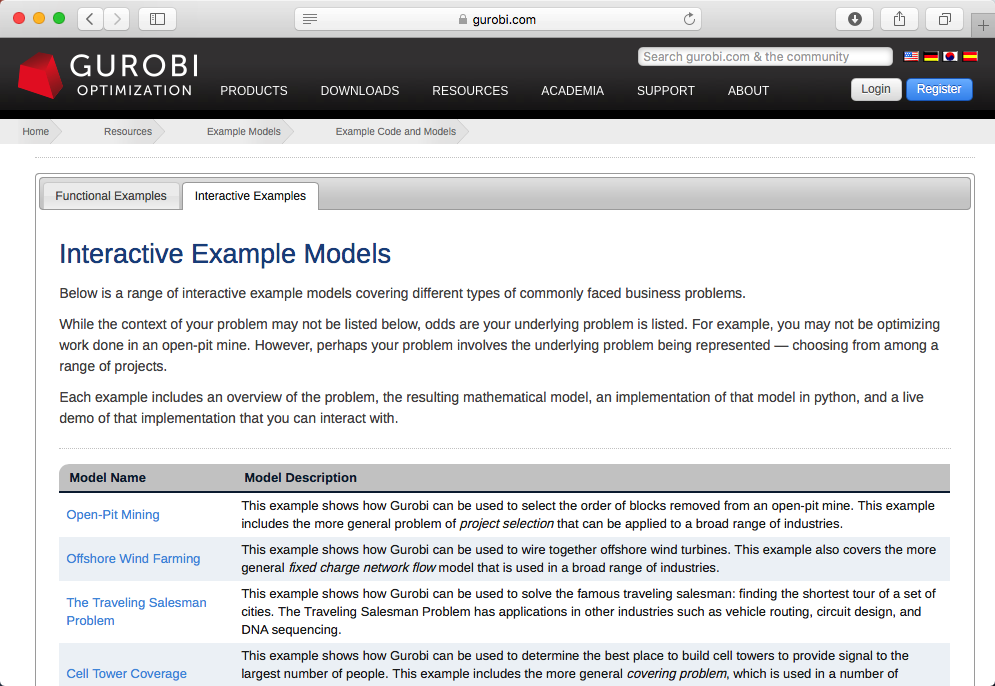 gurobi.com
GUROBI
OPTIMIZATION
Search gurobi.com & the community
PRODUCTS DOWNLOADS RESOURCES ACADEMIA SUPPORT ABOUT
Login Register
Home Resources Example Models Example Code and Models
Functional Examples Interactive Examples
Interactive Example Models
Below is a range of interactive example models covering different types of commonly faced business problems.
While the context of your problem may not be listed below, odds are your underlying problem is listed. For example, you may not be optimizing
work done in an open-pit mine. However, perhaps your problem involves the underlying problem being represented — choosing from among a
range of projects.
Each example includes an overview of the problem, the resulting mathematical model, an implementation of that model in python, and a live
demo of that implementation that you can interact with.
Model Name Model Description
Open-Pit Mining
This example shows how Gurobi can be used to select the order of blocks removed from an open-pit mine. This example
includes the more general problem of project selection that can be applied to a broad range of industries.
Offshore Wind Farming
This example shows how Gurobi can be used to wire together offshore wind turbines. This example also covers the more
general fixed charge network flow model that is used in a broad range of industries.
The Traveling Salesman
Problem
This example shows how Gurobi can be used to solve the famous traveling salesman: finding the shortest tour of a set of
cities. The Traveling Salesman Problem has applications in other industries such as vehicle routing, circuit design, and
DNA sequencing.
Cell Tower Coverage
This example shows how Gurobi can be used to determine the best place to build cell towers to provide signal to the
largest number of people. This example includes the more general covering problem, which is used in a number of